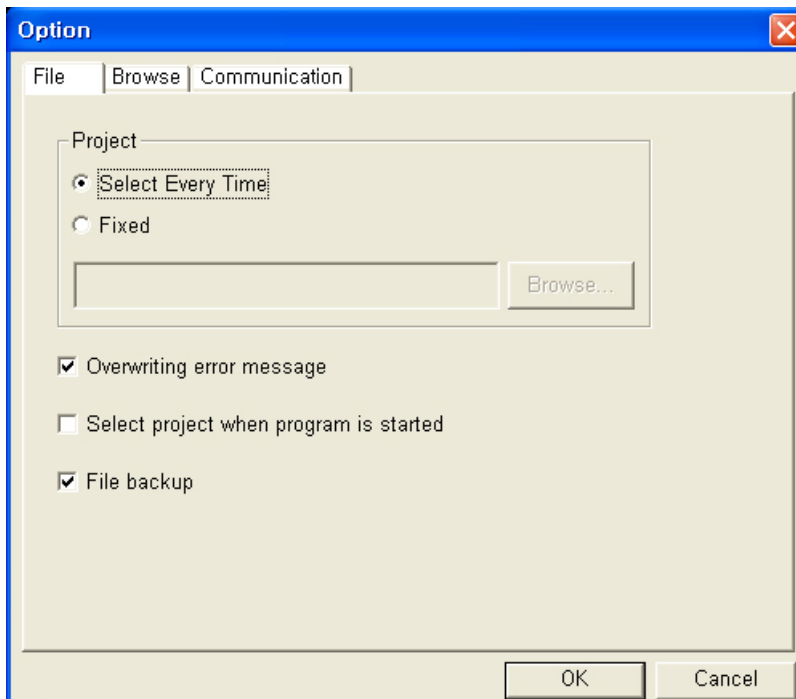 Option
File Browse Communication
Project
Select Every Time
Fixed
Browse...
Overwriting error message
Select project when program is started
File backup
OK Cancel